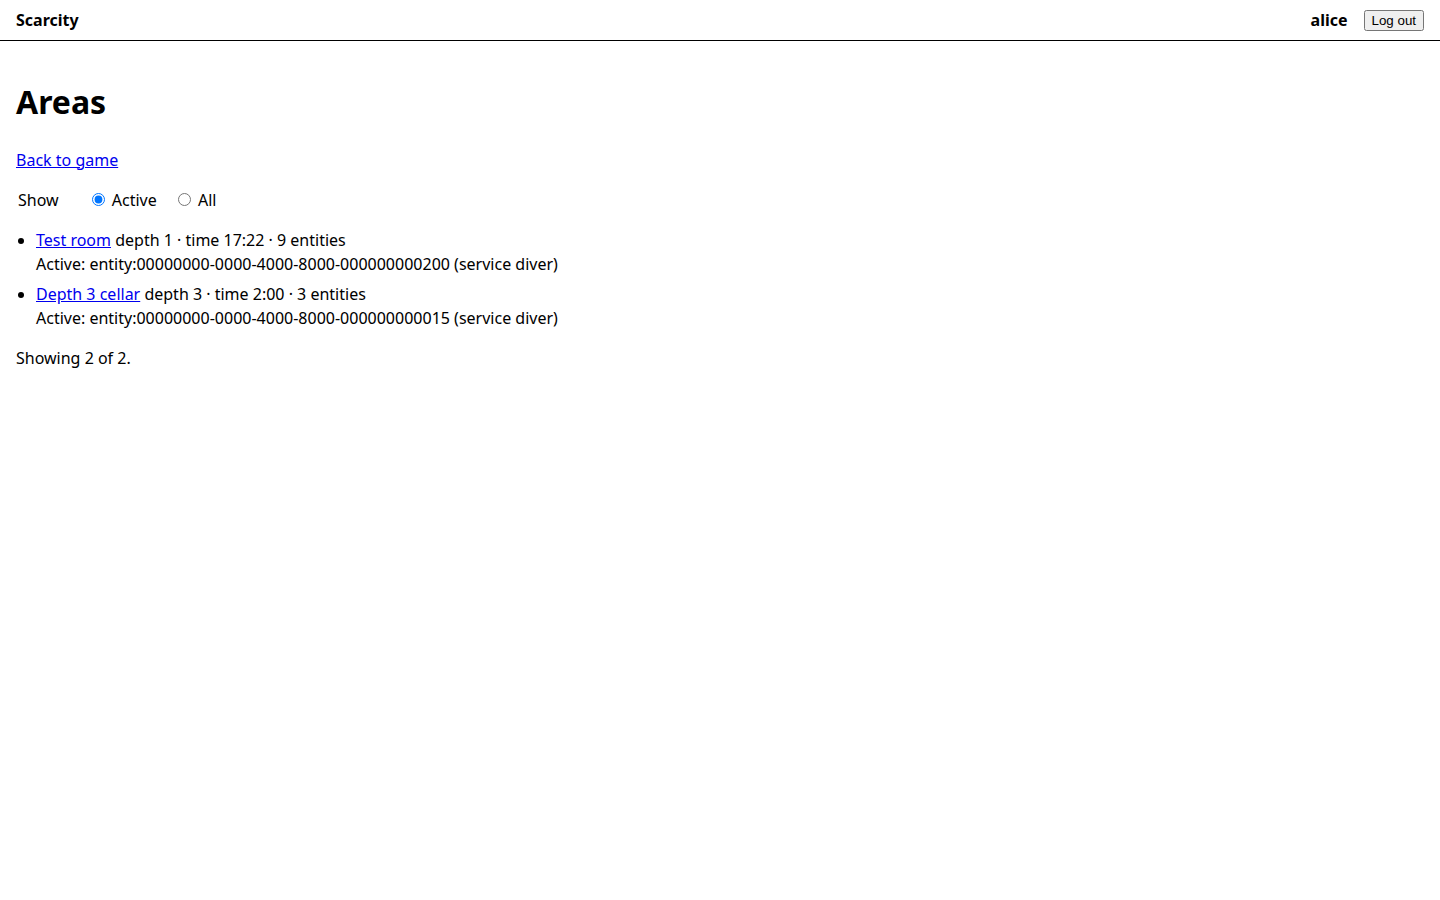 Scarcity
alice
Log out
Areas
Back to game
Show
Active
All
Test room depth 1 · time 17:22 · 9 entities
Active: entity:00000000-0000-4000-8000-000000000200 (service diver)
Depth 3 cellar depth 3 · time 2:00 · 3 entities
Active: entity:00000000-0000-4000-8000-000000000015 (service diver)
Showing 2 of 2.